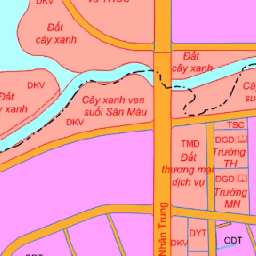 Đất
cây xanh
Đất
cây xanh
DKV
Đất
cây xanh
Cây xanh ven
suối Sân Máu
DKV
TSC
TMD
Đất
thương mại
dịch vụ
DGD
Trường
TH
DGD
Trường
MN
Nhân Trung
DKV
DYT
CDT
CDT